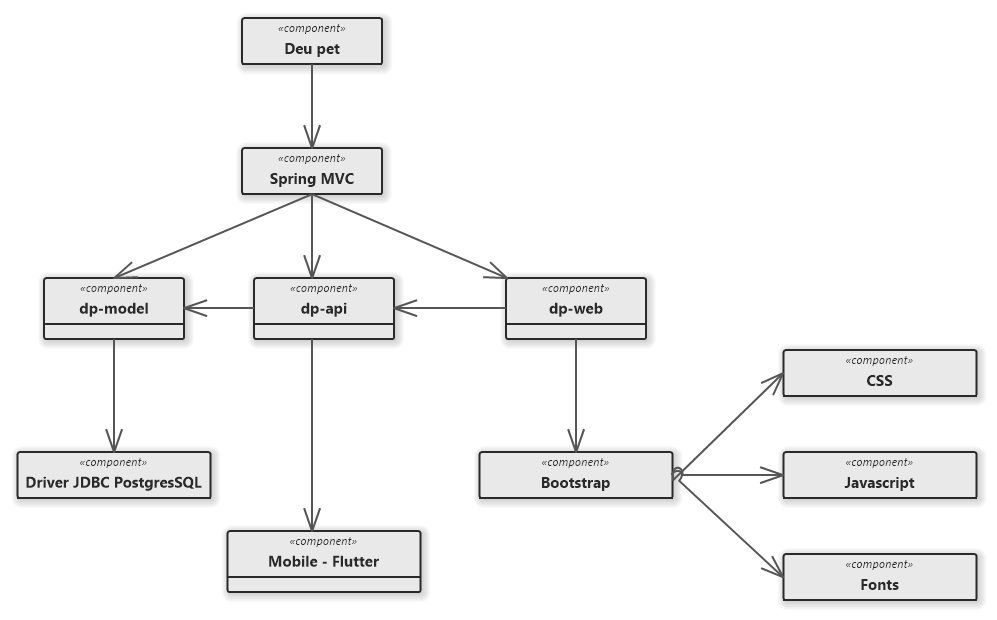 «component»
Deu pet
«component»
Spring MVC
«component»
dp-model
«component»
dp-api
«component»
dp-web
«component»
CSS
«component»
Driver JDBC PostgresSQL
«component»
Bootstrap
«component»
Javascript
«component»
Mobile - Flutter
«component»
Fonts